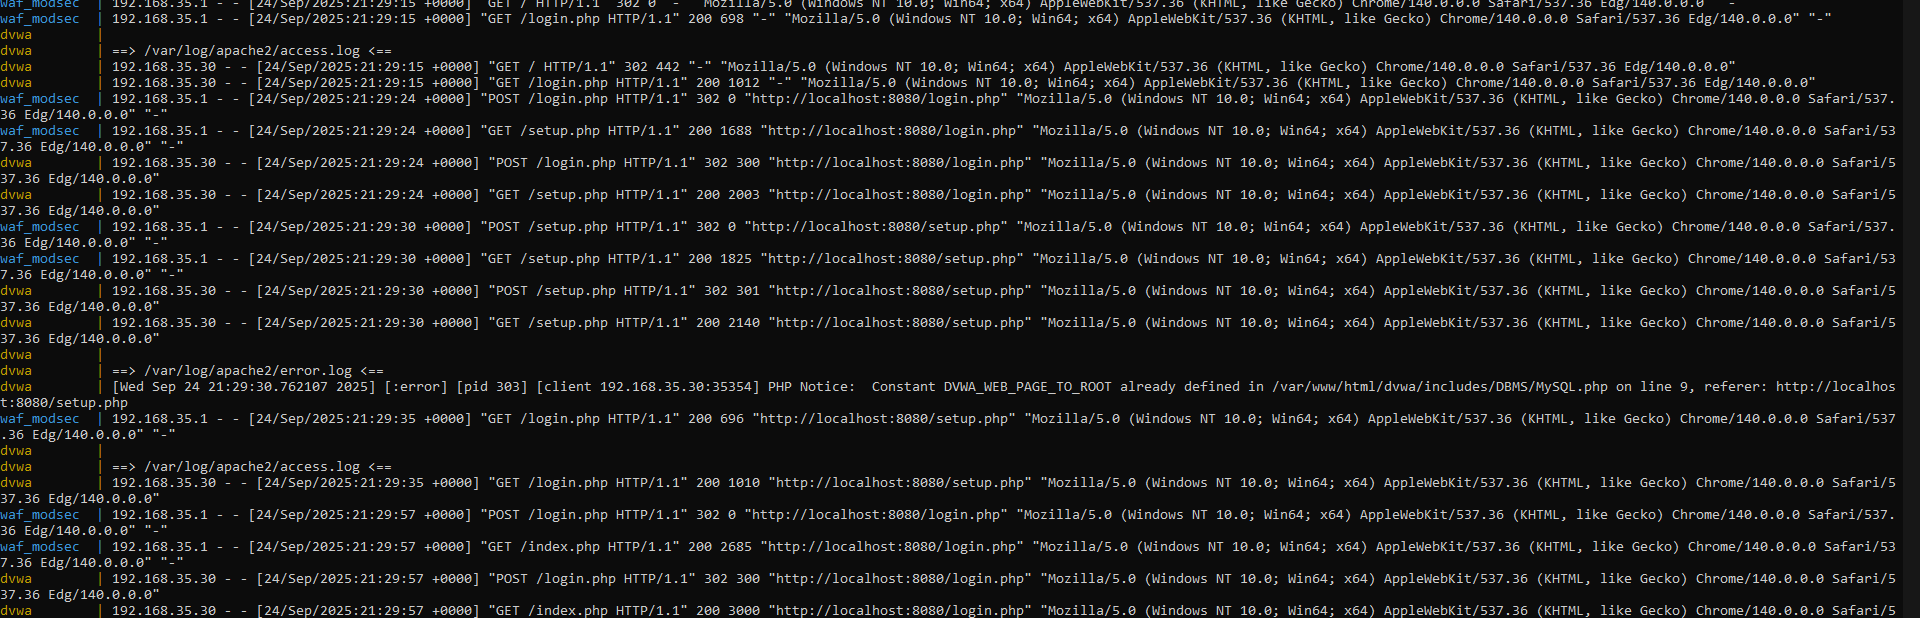 waf_modsec  | 192.168.35.1 - - [24/Sep/2025:21:29:15 +0000] "GET / HTTP/1.1" 302 0 "-" "Mozilla/5.0 (Windows NT 10.0; Win64; x64) AppleWebKit/537.36 (KHTML, like Gecko) Chrome/140.0.0.0 Safari/537.36 Edg/140.0.0.0" "-"
waf_modsec  | 192.168.35.1 - - [24/Sep/2025:21:29:15 +0000] "GET /login.php HTTP/1.1" 200 698 "-" "Mozilla/5.0 (Windows NT 10.0; Win64; x64) AppleWebKit/537.36 (KHTML, like Gecko) Chrome/140.0.0.0 Safari/537.36 Edg/140.0.0.0" "-"
dvwa        |
dvwa        | ==> /var/log/apache2/access.log <==
dvwa        | 192.168.35.30 - - [24/Sep/2025:21:29:15 +0000] "GET / HTTP/1.1" 302 442 "-" "Mozilla/5.0 (Windows NT 10.0; Win64; x64) AppleWebKit/537.36 (KHTML, like Gecko) Chrome/140.0.0.0 Safari/537.36 Edg/140.0.0.0"
dvwa        | 192.168.35.30 - - [24/Sep/2025:21:29:15 +0000] "GET /login.php HTTP/1.1" 200 1012 "-" "Mozilla/5.0 (Windows NT 10.0; Win64; x64) AppleWebKit/537.36 (KHTML, like Gecko) Chrome/140.0.0.0 Safari/537.36 Edg/140.0.0.0"
waf_modsec  | 192.168.35.1 - - [24/Sep/2025:21:29:24 +0000] "POST /login.php HTTP/1.1" 302 0 "http://localhost:8080/login.php" "Mozilla/5.0 (Windows NT 10.0; Win64; x64) AppleWebKit/537.36 (KHTML, like Gecko) Chrome/140.0.0.0 Safari/537.
36 Edg/140.0.0.0" "-"
waf_modsec  | 192.168.35.1 - - [24/Sep/2025:21:29:24 +0000] "GET /setup.php HTTP/1.1" 200 1688 "http://localhost:8080/login.php" "Mozilla/5.0 (Windows NT 10.0; Win64; x64) AppleWebKit/537.36 (KHTML, like Gecko) Chrome/140.0.0.0 Safari/53
7.36 Edg/140.0.0.0" "-"
dvwa        | 192.168.35.30 - - [24/Sep/2025:21:29:24 +0000] "POST /login.php HTTP/1.1" 302 300 "http://localhost:8080/login.php" "Mozilla/5.0 (Windows NT 10.0; Win64; x64) AppleWebKit/537.36 (KHTML, like Gecko) Chrome/140.0.0.0 Safari/5
37.36 Edg/140.0.0.0"
dvwa        | 192.168.35.30 - - [24/Sep/2025:21:29:24 +0000] "GET /setup.php HTTP/1.1" 200 2003 "http://localhost:8080/login.php" "Mozilla/5.0 (Windows NT 10.0; Win64; x64) AppleWebKit/537.36 (KHTML, like Gecko) Chrome/140.0.0.0 Safari/5
37.36 Edg/140.0.0.0"
waf_modsec  | 192.168.35.1 - - [24/Sep/2025:21:29:30 +0000] "POST /setup.php HTTP/1.1" 302 0 "http://localhost:8080/setup.php" "Mozilla/5.0 (Windows NT 10.0; Win64; x64) AppleWebKit/537.36 (KHTML, like Gecko) Chrome/140.0.0.0 Safari/537.
36 Edg/140.0.0.0" "-"
waf_modsec  | 192.168.35.1 - - [24/Sep/2025:21:29:30 +0000] "GET /setup.php HTTP/1.1" 200 1825 "http://localhost:8080/setup.php" "Mozilla/5.0 (Windows NT 10.0; Win64; x64) AppleWebKit/537.36 (KHTML, like Gecko) Chrome/140.0.0.0 Safari/53
7.36 Edg/140.0.0.0" "-"
dvwa        | 192.168.35.30 - - [24/Sep/2025:21:29:30 +0000] "POST /setup.php HTTP/1.1" 302 301 "http://localhost:8080/setup.php" "Mozilla/5.0 (Windows NT 10.0; Win64; x64) AppleWebKit/537.36 (KHTML, like Gecko) Chrome/140.0.0.0 Safari/5
37.36 Edg/140.0.0.0"
dvwa        | 192.168.35.30 - - [24/Sep/2025:21:29:30 +0000] "GET /setup.php HTTP/1.1" 200 2140 "http://localhost:8080/setup.php" "Mozilla/5.0 (Windows NT 10.0; Win64; x64) AppleWebKit/537.36 (KHTML, like Gecko) Chrome/140.0.0.0 Safari/5
37.36 Edg/140.0.0.0"
dvwa        |
dvwa        | ==> /var/log/apache2/error.log <==
dvwa        | [Wed Sep 24 21:29:30.762107 2025] [:error] [pid 303] [client 192.168.35.30:35354] PHP Notice:  Constant DVWA_WEB_PAGE_TO_ROOT already defined in /var/www/html/dvwa/includes/DBMS/MySQL.php on line 9, referer: http://localhos
t:8080/setup.php
waf_modsec  | 192.168.35.1 - - [24/Sep/2025:21:29:35 +0000] "GET /login.php HTTP/1.1" 200 696 "http://localhost:8080/setup.php" "Mozilla/5.0 (Windows NT 10.0; Win64; x64) AppleWebKit/537.36 (KHTML, like Gecko) Chrome/140.0.0.0 Safari/537
.36 Edg/140.0.0.0" "-"
dvwa        |
dvwa        | ==> /var/log/apache2/access.log <==
dvwa        | 192.168.35.30 - - [24/Sep/2025:21:29:35 +0000] "GET /login.php HTTP/1.1" 200 1010 "http://localhost:8080/setup.php" "Mozilla/5.0 (Windows NT 10.0; Win64; x64) AppleWebKit/537.36 (KHTML, like Gecko) Chrome/140.0.0.0 Safari/5
37.36 Edg/140.0.0.0"
waf_modsec  | 192.168.35.1 - - [24/Sep/2025:21:29:57 +0000] "POST /login.php HTTP/1.1" 302 0 "http://localhost:8080/login.php" "Mozilla/5.0 (Windows NT 10.0; Win64; x64) AppleWebKit/537.36 (KHTML, like Gecko) Chrome/140.0.0.0 Safari/537.
36 Edg/140.0.0.0" "-"
waf_modsec  | 192.168.35.1 - - [24/Sep/2025:21:29:57 +0000] "GET /index.php HTTP/1.1" 200 2685 "http://localhost:8080/login.php" "Mozilla/5.0 (Windows NT 10.0; Win64; x64) AppleWebKit/537.36 (KHTML, like Gecko) Chrome/140.0.0.0 Safari/53
7.36 Edg/140.0.0.0" "-"
dvwa        | 192.168.35.30 - - [24/Sep/2025:21:29:57 +0000] "POST /login.php HTTP/1.1" 302 300 "http://localhost:8080/login.php" "Mozilla/5.0 (Windows NT 10.0; Win64; x64) AppleWebKit/537.36 (KHTML, like Gecko) Chrome/140.0.0.0 Safari/5
37.36 Edg/140.0.0.0"
dvwa        | 192.168.35.30 - - [24/Sep/2025:21:29:57 +0000] "GET /index.php HTTP/1.1" 200 3000 "http://localhost:8080/login.php" "Mozilla/5.0 (Windows NT 10.0; Win64; x64) AppleWebKit/537.36 (KHTML, like Gecko) Chrome/140.0.0.0 Safari/5